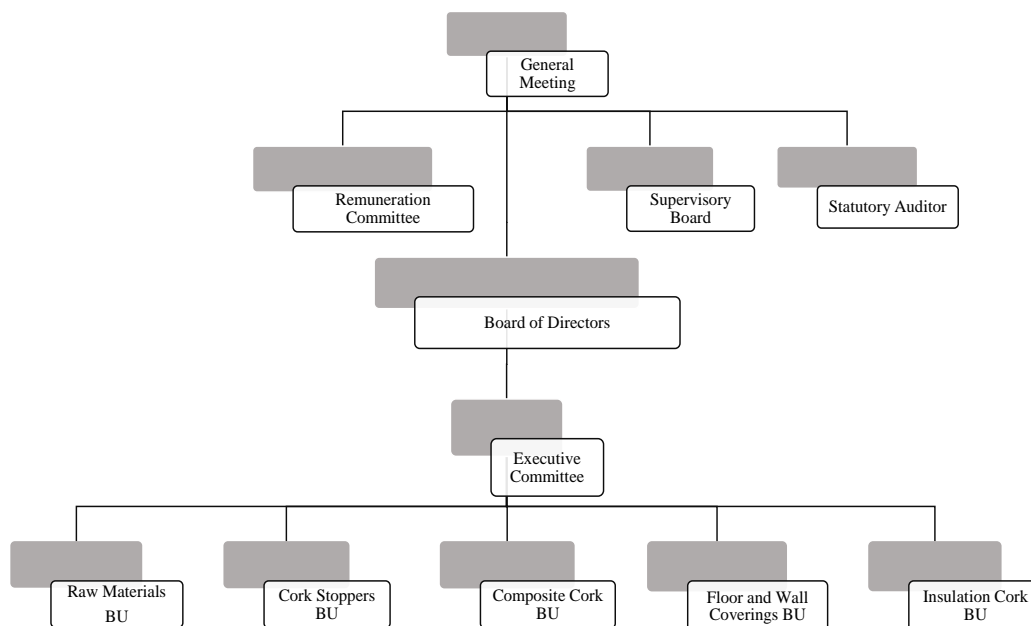 General
Meeting
Remuneration
Committee
Supervisory
Board
Statutory Auditor
Board of Directors
Executive
Committee
Raw Materials
BU
Cork Stoppers
BU
Composite Cork
BU
Floor and Wall
Coverings BU
Insulation Cork
BU